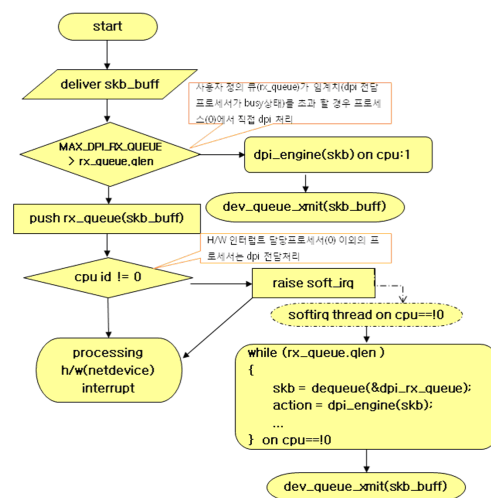 start
deliver skb_buff
사용자 정의 큐(rx_queue)가 임계치(dpi 전담
프로세서가 busy상태)를 초과 할 경우 프로세
스(0)에서 직접 dpi 처리
MAX_DPI_RX_QUEUE
> rx_queue.qlen
dpi_engine(skb) on cpu:1
dev_queue_xmit(skb_buff)
push rx_queue(skb_buff)
H/W 인터럽트 담당프로세서(0) 이외의 프
로세서는 dpi 전담처리
cpu id != 0
raise soft_irq
softirq thread on cpu==!0
processing
h/w(netdevice)
interrupt
while (rx_queue.qlen )
{
skb = dequeue(&dpi_rx_queue);
action = dpi_engine(skb);
...
} on cpu==!0
dev_queue_xmit(skb_buff)